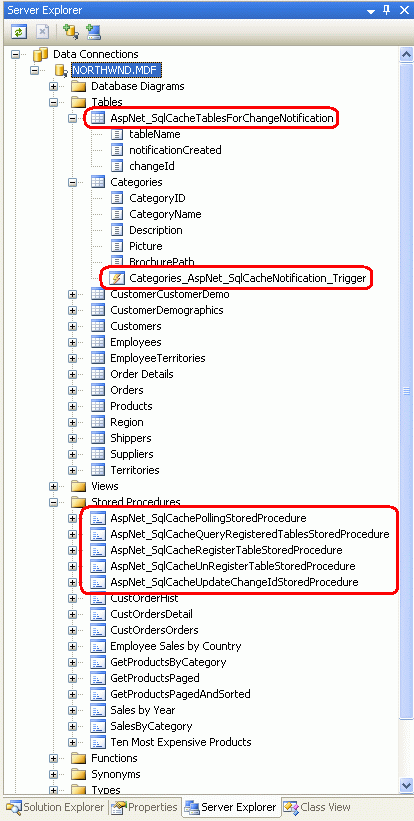 Server Explorer
Data Connections
NORTHWND.MDF
Database Diagrams
Tables
AspNet_SqlCacheTablesForChangeNotification
tableName
notificationCreated
changeId
Categories
CategoryID
CategoryName
Description
Picture
BrochurePath
Categories_AspNet_SqlCacheNotification_Trigger
CustomerCustomerDemo
CustomerDemographics
Customers
Employees
EmployeeTerritories
Order Details
Orders
Products
Region
Shippers
Suppliers
Territories
Views
Stored Procedures
AspNet_SqlCachePollingStoredProcedure
AspNet_SqlCacheQueryRegisteredTablesStoredProcedure
AspNet_SqlCacheRegisterTableStoredProcedure
AspNet_SqlCacheUnRegisterTableStoredProcedure
AspNet_SqlCacheUpdateChangeIdStoredProcedure
CustOrderHist
CustOrdersDetail
CustOrdersOrders
Employee Sales by Country
GetProductsByCategory
GetProductsPaged
GetProductsPagedAndSorted
Sales by Year
SalesByCategory
Ten Most Expensive Products
Functions
Synonyms
Types
Solution Explorer Properties Server Explorer Class View